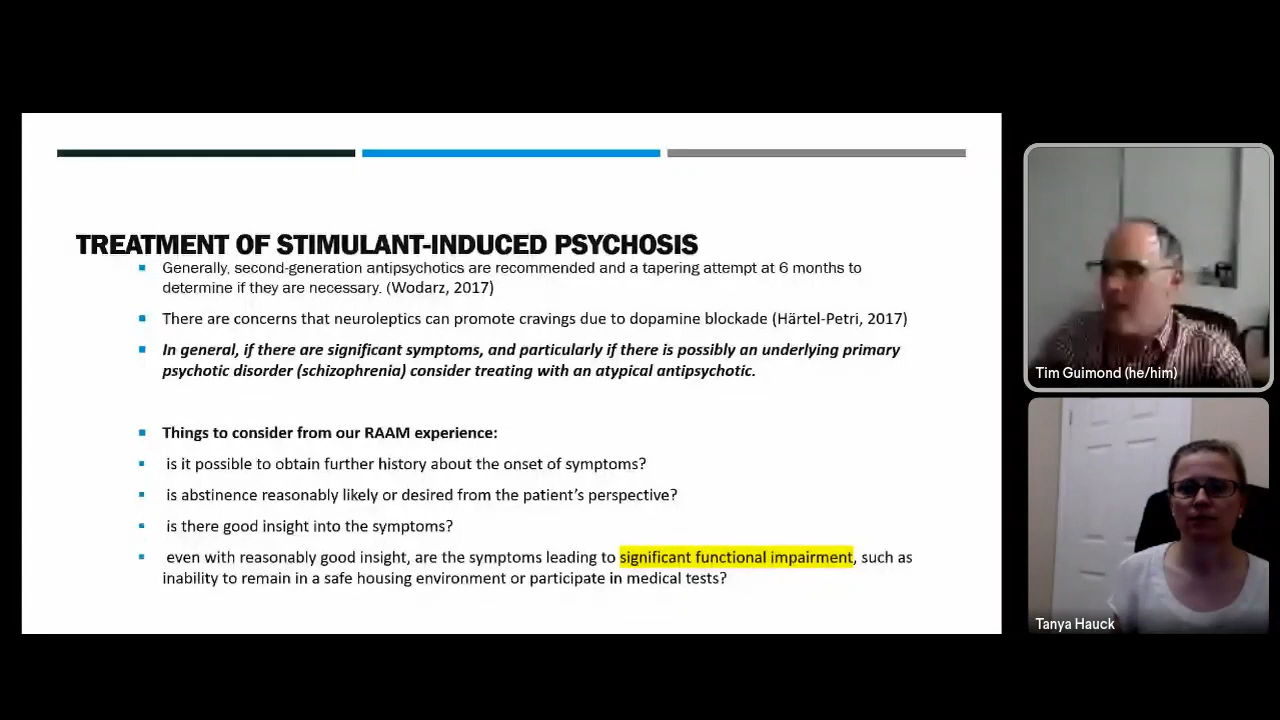 TREATMENT OF STIMULANT-INDUCED PSYCHOSIS
Generally, second-generation antipsychotics are recommended and a tapering attempt at 6 months to
determine if they are necessary. (Wodarz, 2017)
There are concerns that neuroleptics can promote cravings due to dopamine blockade (Härtel-Petri, 2017)
In general, if there are significant symptoms, and particularly if there is possibly an underlying primary
psychotic disorder (schizophrenia) consider treating with an atypical antipsychotic.
Things to consider from our RAAM experience:
is it possible to obtain further history about the onset of symptoms?
is abstinence reasonably likely or desired from the patient's perspective?
is there good insight into the symptoms?
even with reasonably good insight, are the symptoms leading to significant functional impairment, such as
inability to remain in a safe housing environment or participate in medical tests?
Tim Guimond (he/him)
Tanya Hauck